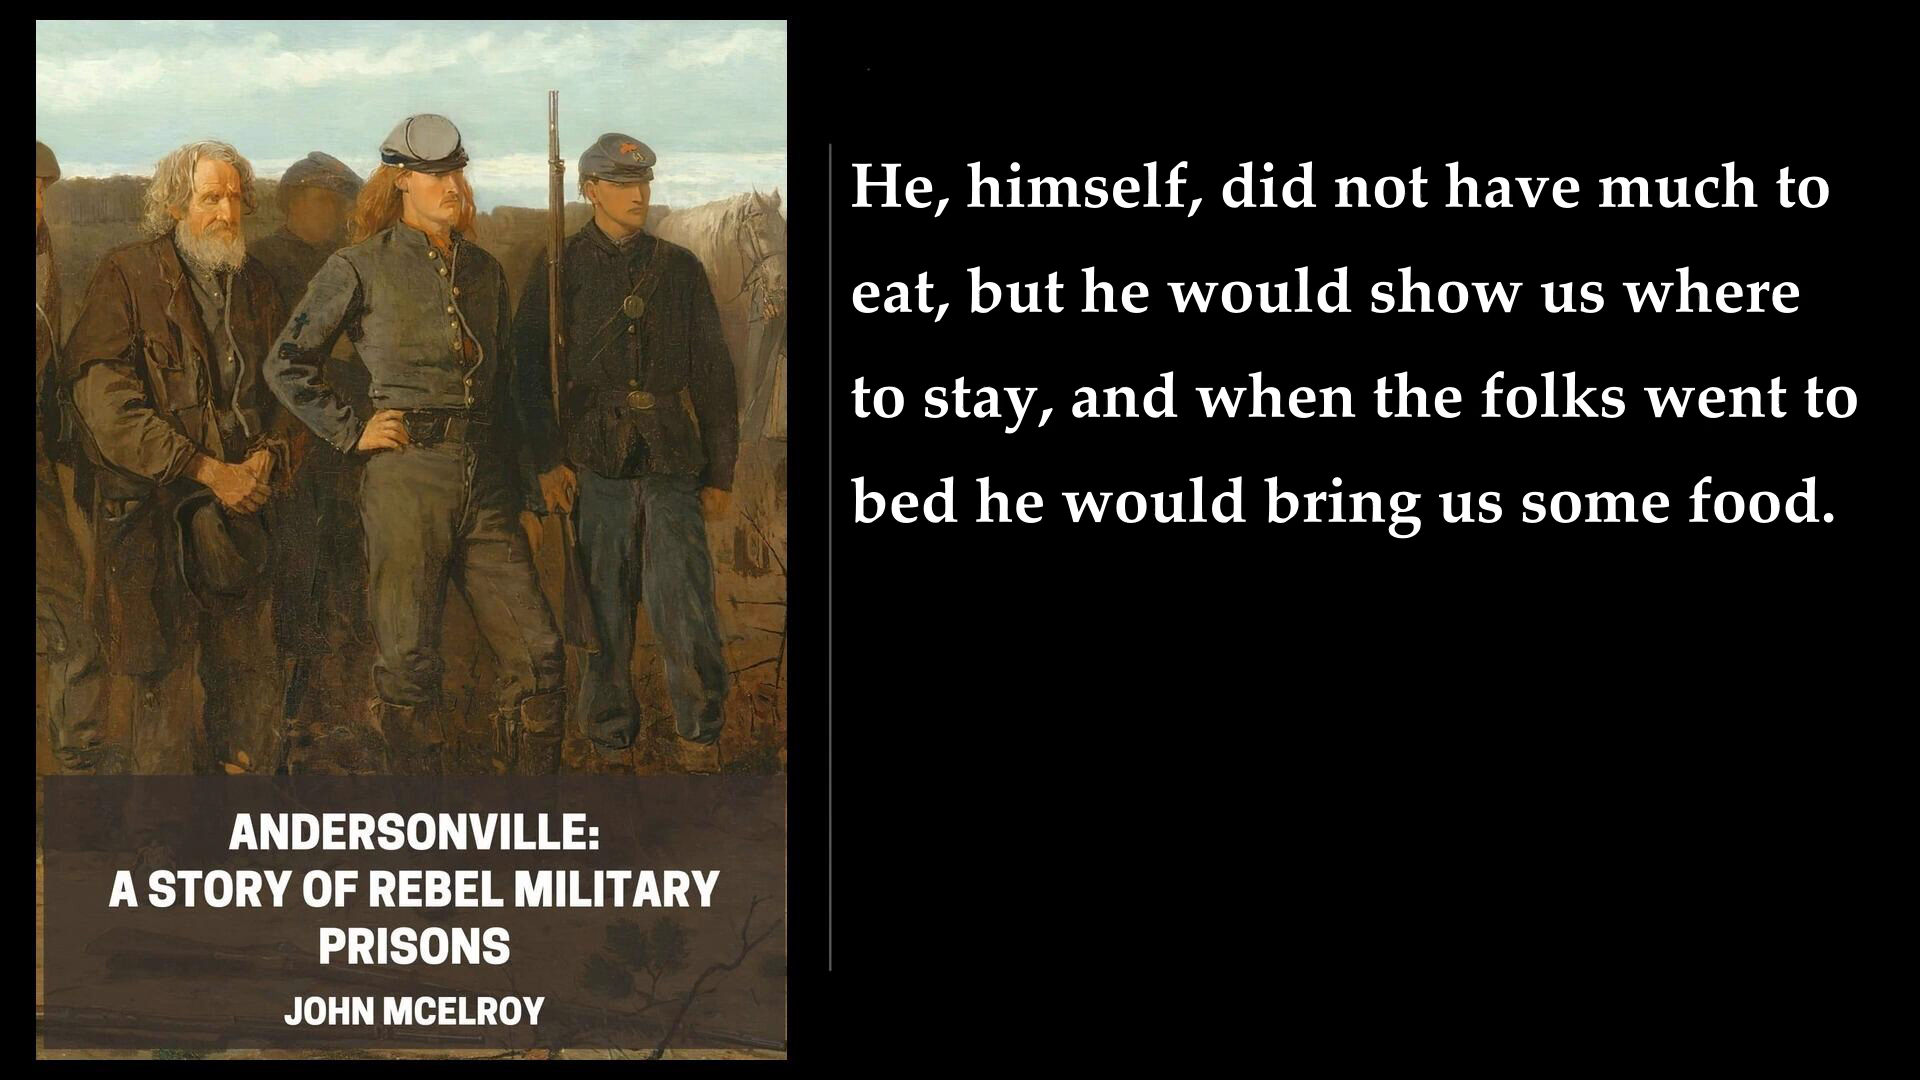 He, himself, did not have much to
eat, but he would show us where
to stay, and when the folks went to
bed he would bring us some food.
ANDERSONVILLE:
A STORY OF REBEL MILITARY
PRISONS
JOHN MCELROY